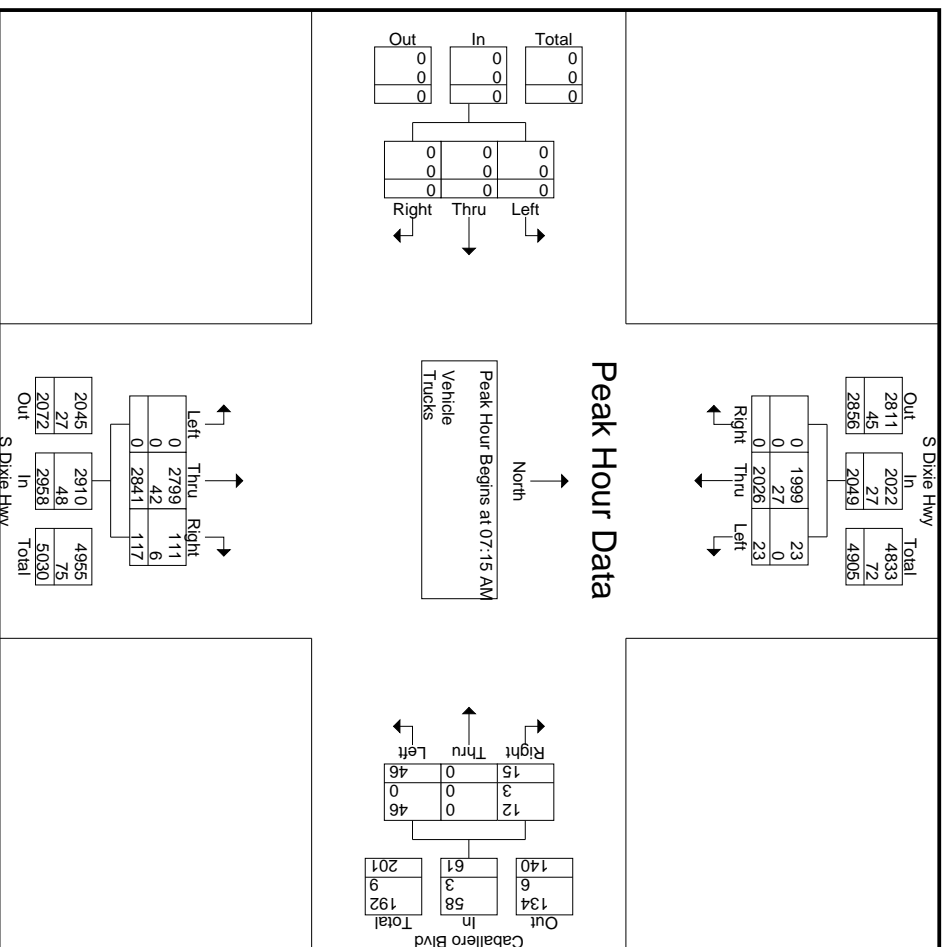 Out In Total
0 0 0
0 0 0
0 0 0
0 0 0
0 0 0
0 0 0
Right Thru Left
S Dixie Hwy
Out In Total
2811 2022 4833
45 27 72
2856 2049 4905
0 1999 23
0 27 0
0 2026 23
Right Thru Left
Peak Hour Data
North
Peak Hour Begins at 07:15 AM
Vehicle
Trucks
Left Thru Right
0 2799 111
0 42 6
0 2841 117
2045 2910 4955
27 48 75
2072 2958 5030
Out In Total
S Dixie Hwy
Caballero Blvd
Out In Total
134 58 192
6 3 9
140 61 201
12 0 46
3 0 0
15 0 46
Right Thru Left